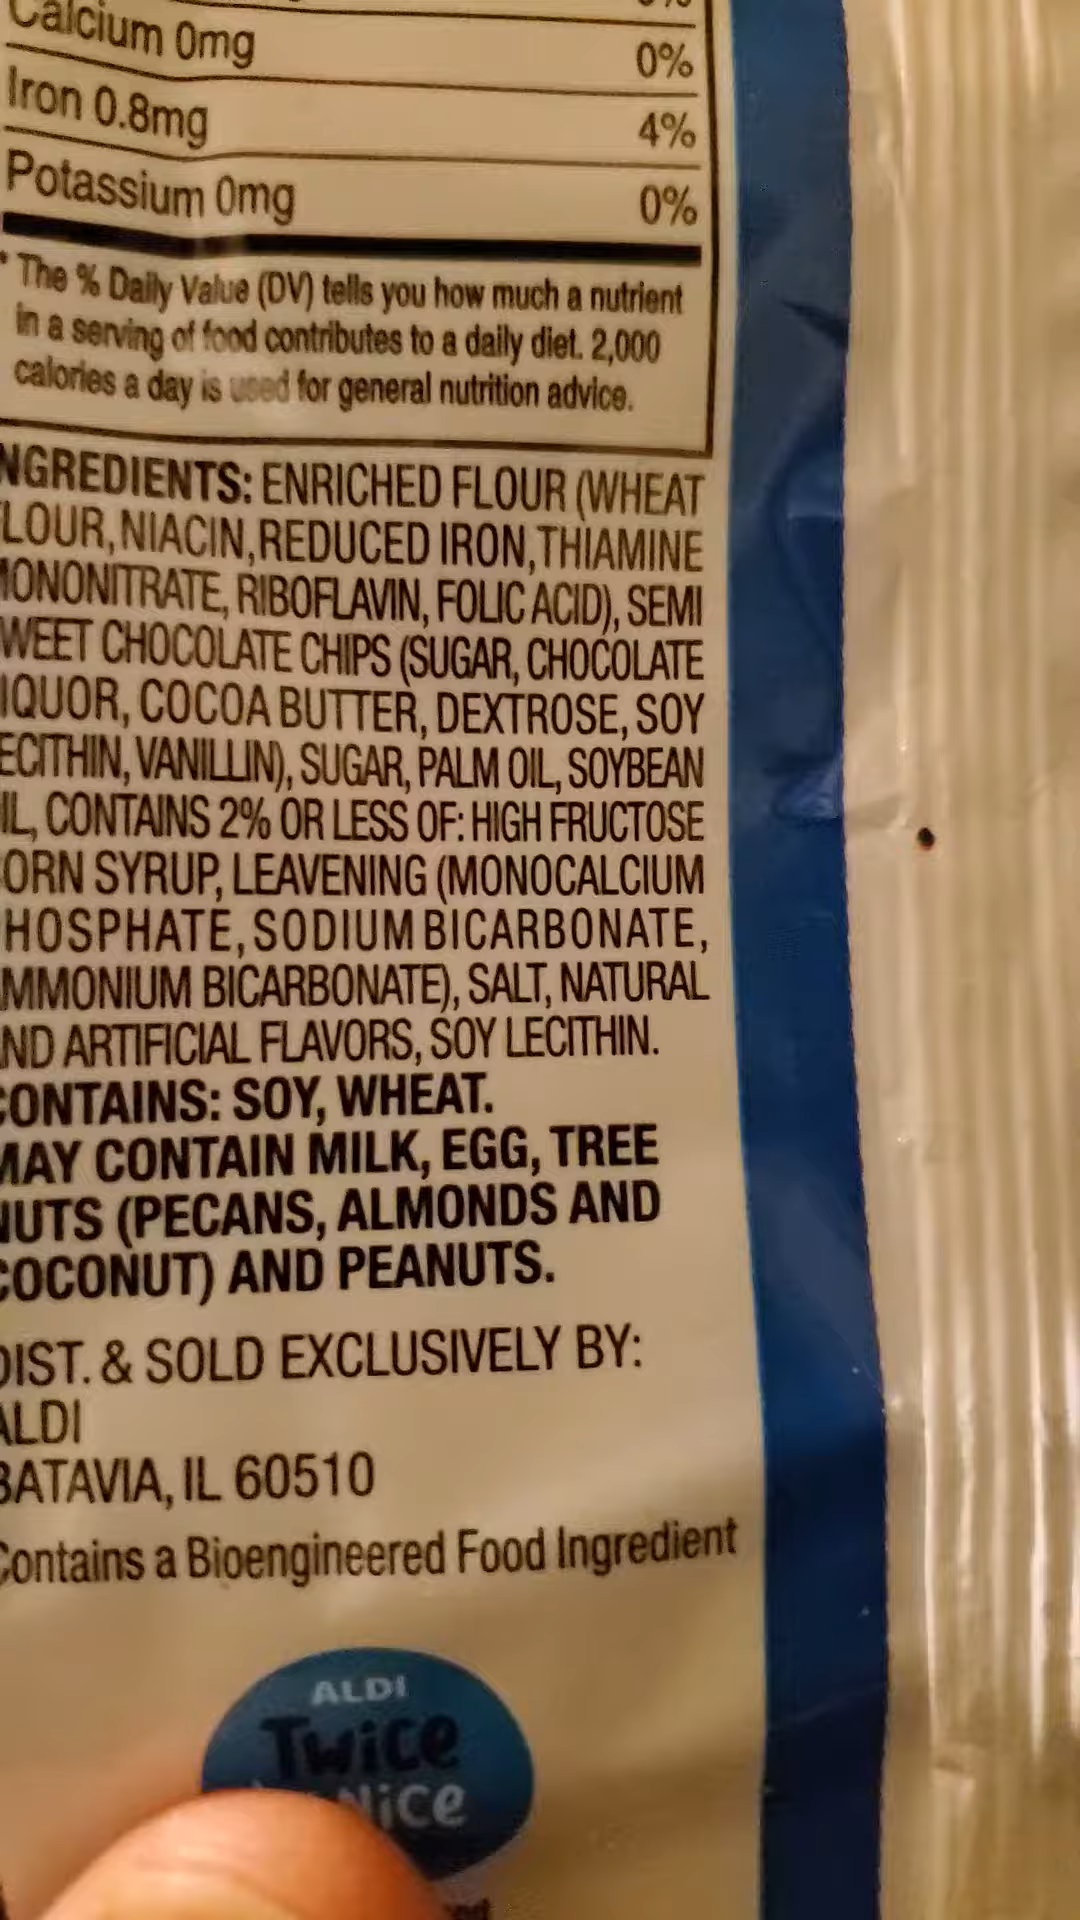 Calcium 0mg 0%
Iron 0.8mg 4%
Potassium 0mg 0%
* The % Daily Value (DV) tells you how much a nutrient
in a serving of food contributes to a daily diet. 2,000
calories a day is used for general nutrition advice.
NGREDIENTS: ENRICHED FLOUR (WHEAT
LOUR, NIACIN, REDUCED IRON, THIAMINE
MONONITRATE, RIBOFLAVIN, FOLIC ACID), SEMI
WEET CHOCOLATE CHIPS (SUGAR, CHOCOLATE
IQUOR, COCOA BUTTER, DEXTROSE, SOY
ECITHIN, VANILLIN), SUGAR, PALM OIL, SOYBEAN
IL, CONTAINS 2% OR LESS OF: HIGH FRUCTOSE
ORN SYRUP, LEAVENING (MONOCALCIUM
HOSPHATE, SODIUM BICARBONATE,
MMONIUM BICARBONATE), SALT, NATURAL
ND ARTIFICIAL FLAVORS, SOY LECITHIN.
CONTAINS: SOY, WHEAT.
MAY CONTAIN MILK, EGG, TREE
NUTS (PECANS, ALMONDS AND
COCONUT) AND PEANUTS.
DIST. & SOLD EXCLUSIVELY BY:
ALDI
BATAVIA, IL 60510
Contains a Bioengineered Food Ingredient
ALDI
Twice
Nice